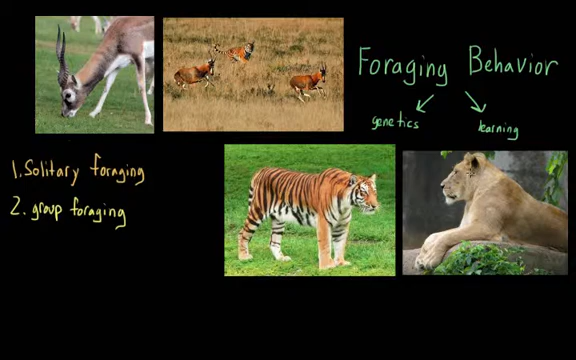 Foraging Behavior
genetics
learning
1. Solitary foraging
2. group foraging